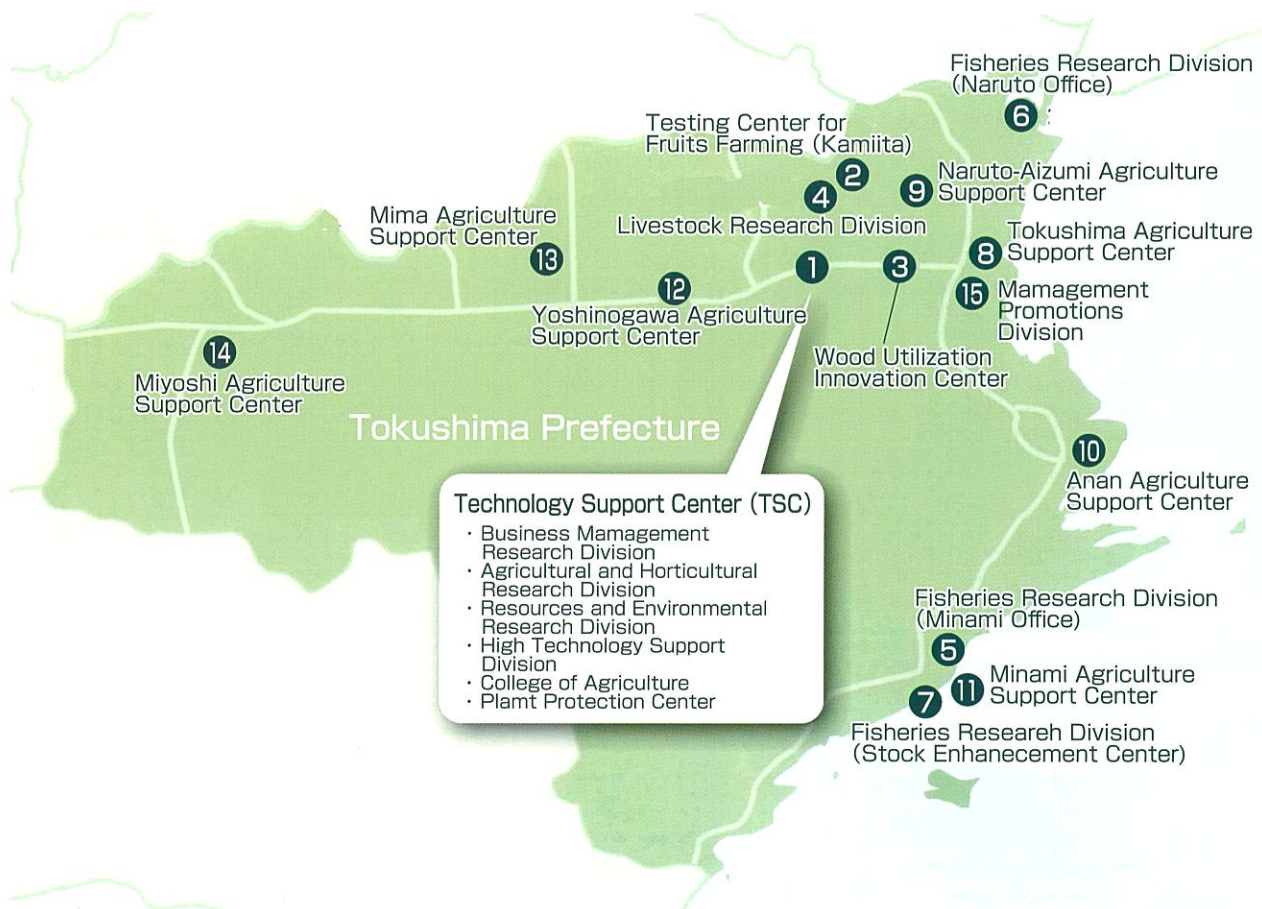 Fisheries Research Division
(Naruto Office)
6
Testing Center for
Fruits Farming (Kamiita)
2
4
Livestock Research Division
9
Naruto-Aizumi Agriculture
Support Center
Mima Agriculture
Support Center
13
8
Tokushima Agriculture
Support Center
1
3
12
Yoshinogawa Agriculture
Support Center
15
Mamagement
Promotions
Division
Wood Utilization
Innovation Center
14
Miyoshi Agriculture
Support Center
Tokushima Prefecture
10
Anan Agriculture
Support Center
Technology Support Center (TSC)
· Business Mamagement
Research Division
· Agricultural and Horticultural
Research Division
· Resources and Environmental
Research Division
· High Technology Support
Division
· College of Agriculture
· Plamt Protection Center
Fisheries Research Division
(Minami Office)
5
11
Minami Agriculture
Support Center
7
Fisheries Researeh Division
(Stock Enhanecement Center)